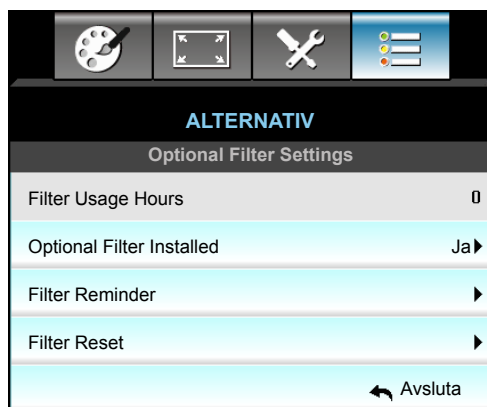 ALTERNATIV
Optional Filter Settings
Filter Usage Hours 0
Optional Filter Installed Ja
Filter Reminder
Filter Reset
Avsluta